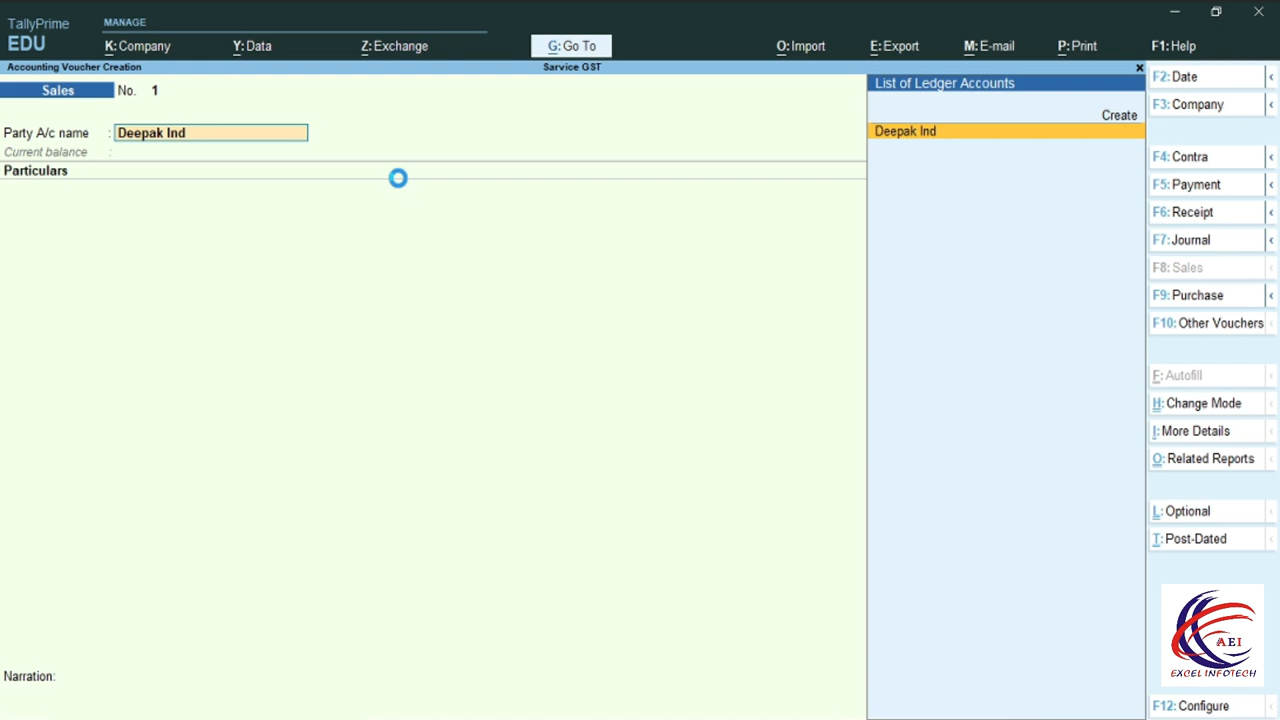 TallyPrime
EDU
MANAGE
K: Company
Y: Data
Z: Exchange
G: Go To
O: Import
E: Export
M: E-mail
P: Print
F1: Help
Accounting Voucher Creation
Sarvice GST
x
Sales
No. 1
Party A/c name : Deepak Ind
Current balance :
Particulars
Narration:
List of Ledger Accounts
Create
Deepak Ind
F2: Date
F3: Company
F4: Contra
F5: Payment
F6: Receipt
F7: Journal
F8: Sales
F9: Purchase
F10: Other Vouchers
F: Autofill
H: Change Mode
I: More Details
O: Related Reports
L: Optional
T: Post-Dated
AEI
EXCEL INFOTECH
F12: Configure